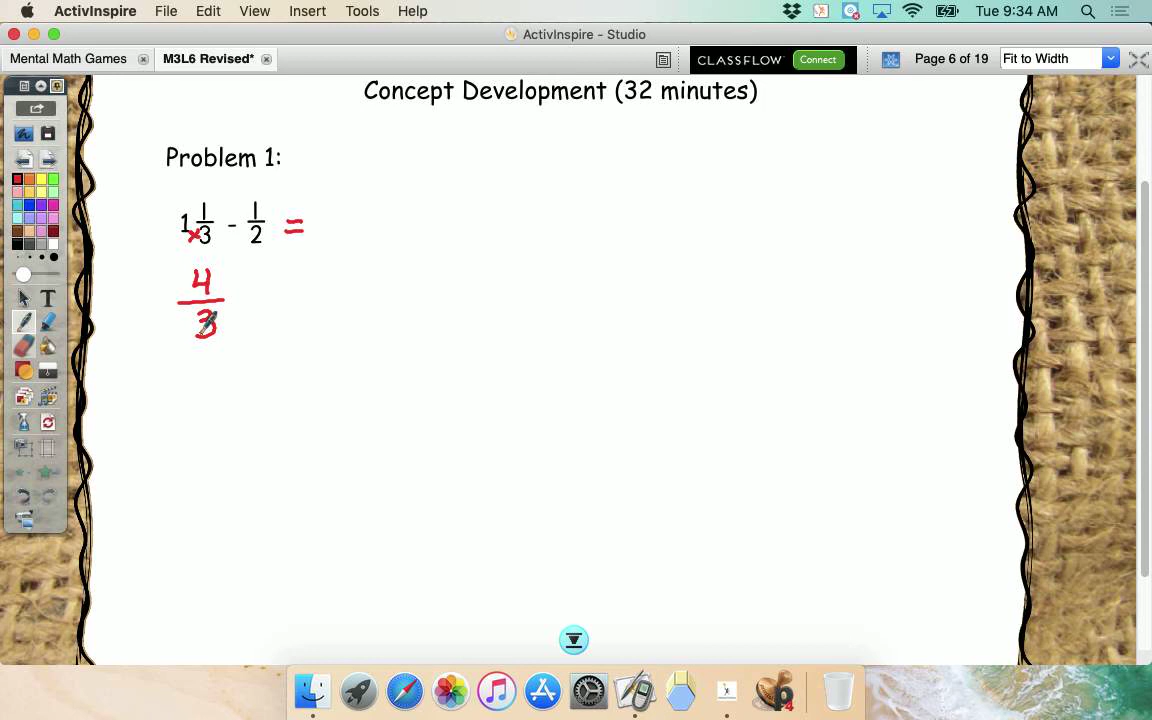 ActivInspire File Edit View Insert Tools Help Tue 9:34 AM
ActivInspire – Studio
Mental Math Games M3L6 Revised* CLASSFLOW Connect Page 6 of 19 Fit to Width
Concept Development (32 minutes)
Problem 1:
1 1/3 - 1/2 =
×
4
3
T